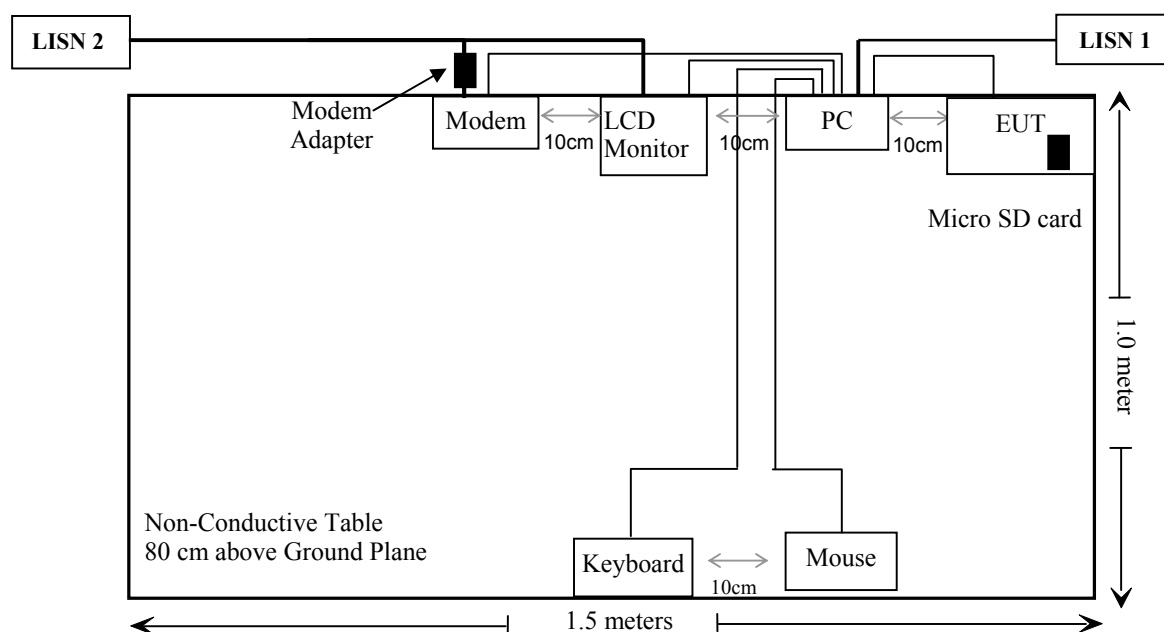 LISN 2
LISN 1
Modem
Adapter
Modem
10cm
LCD
Monitor
10cm
PC
10cm
EUT
Micro SD card
1.0 meter
Non-Conductive Table
80 cm above Ground Plane
Keyboard
10cm
Mouse
1.5 meters